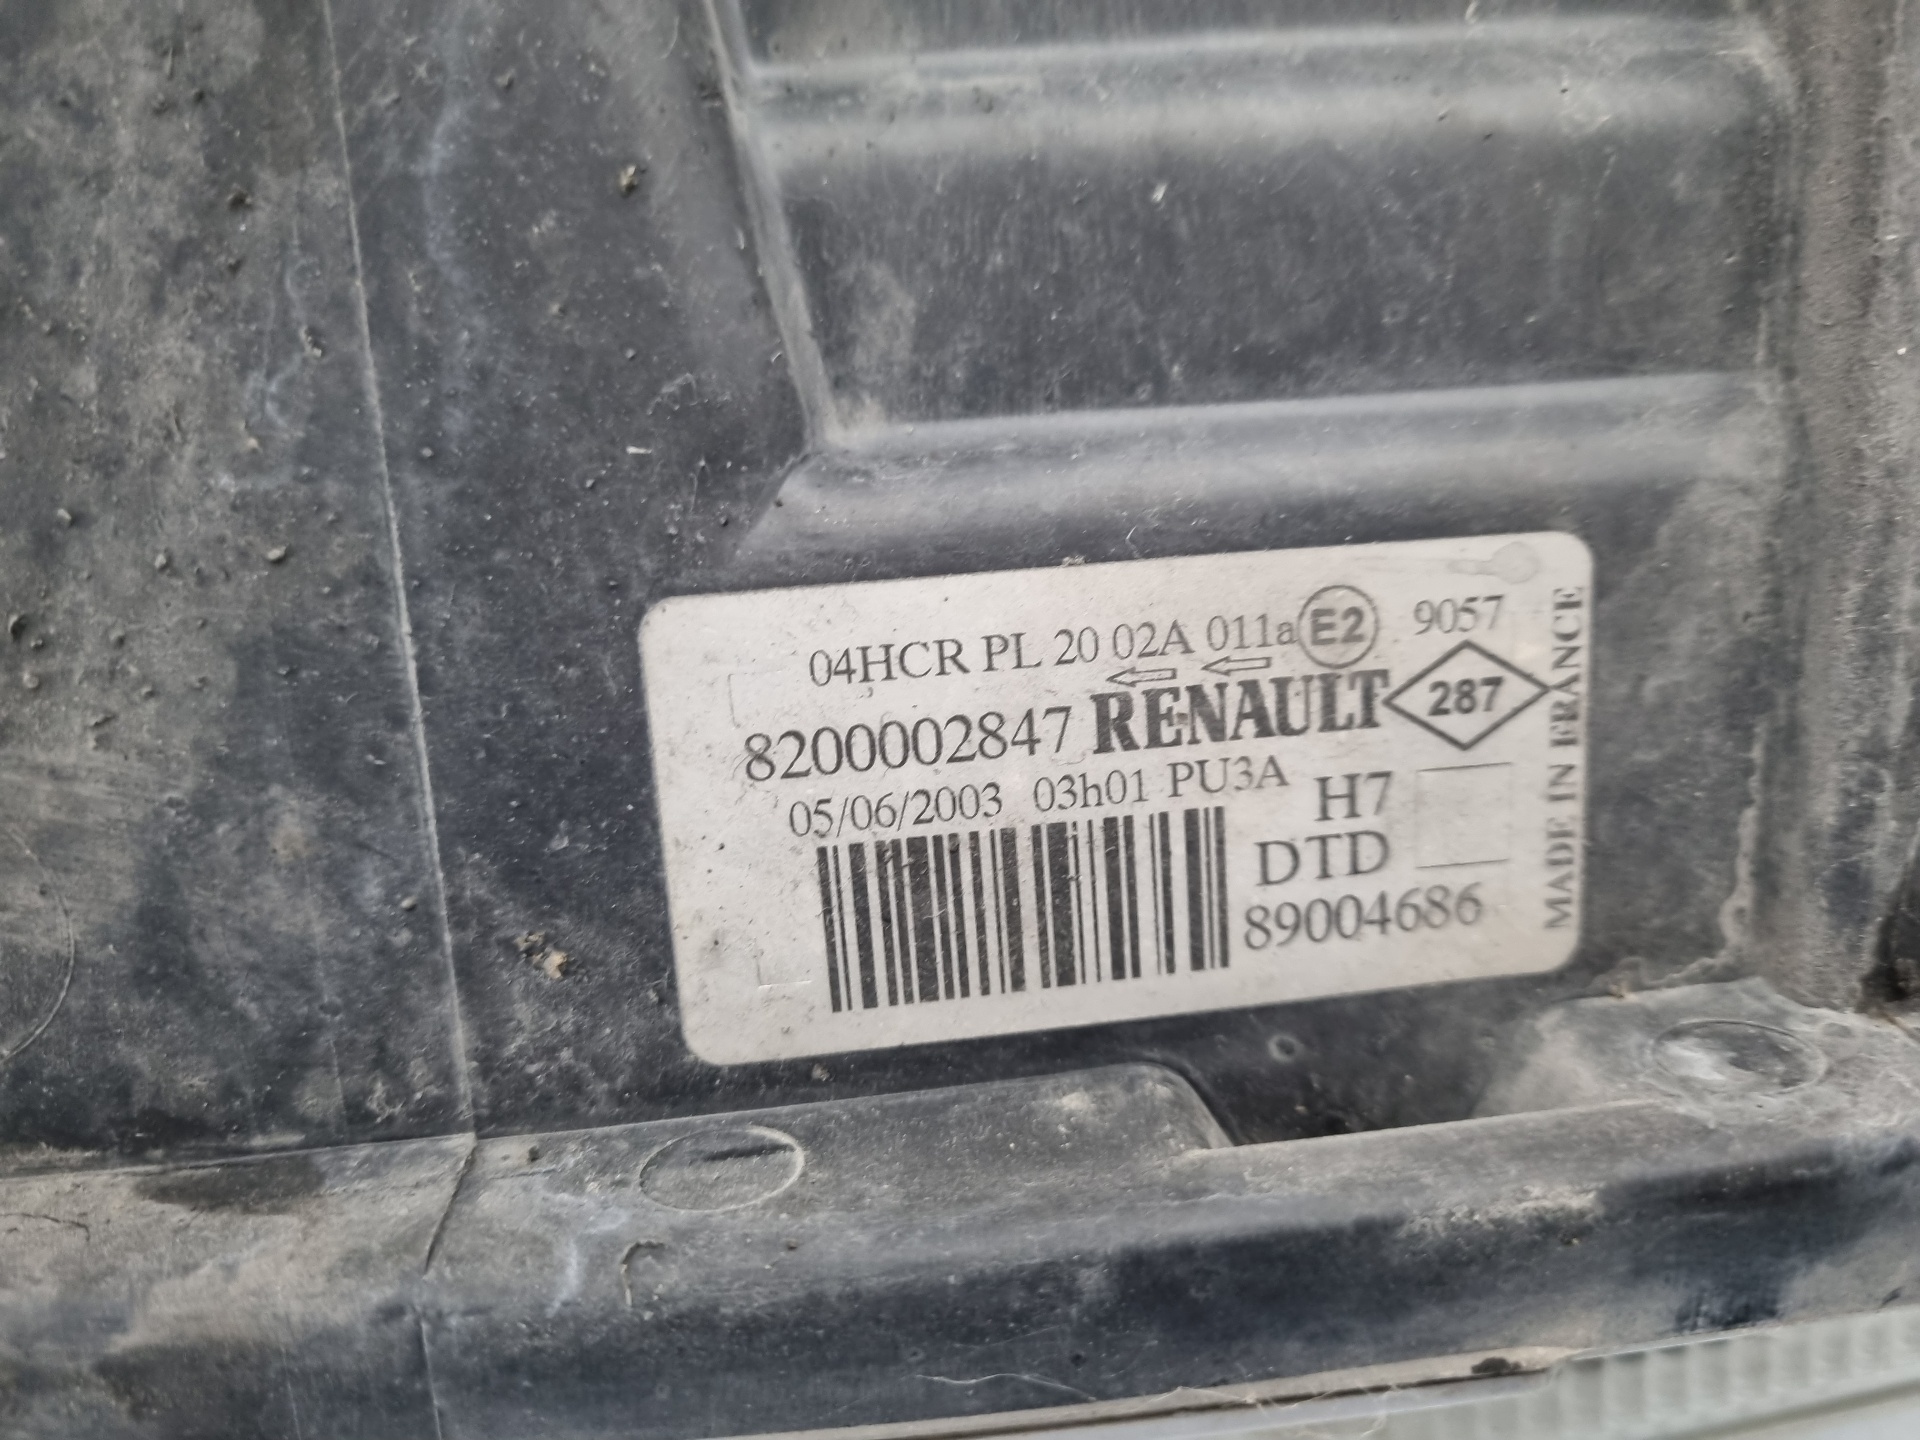 04HCR PL 20 02A 011a E2 9057
8200002847 RENAULT 287
05/06/2003 03h01 PU3A
H7
DTD
89004686
MADE IN FRANCE